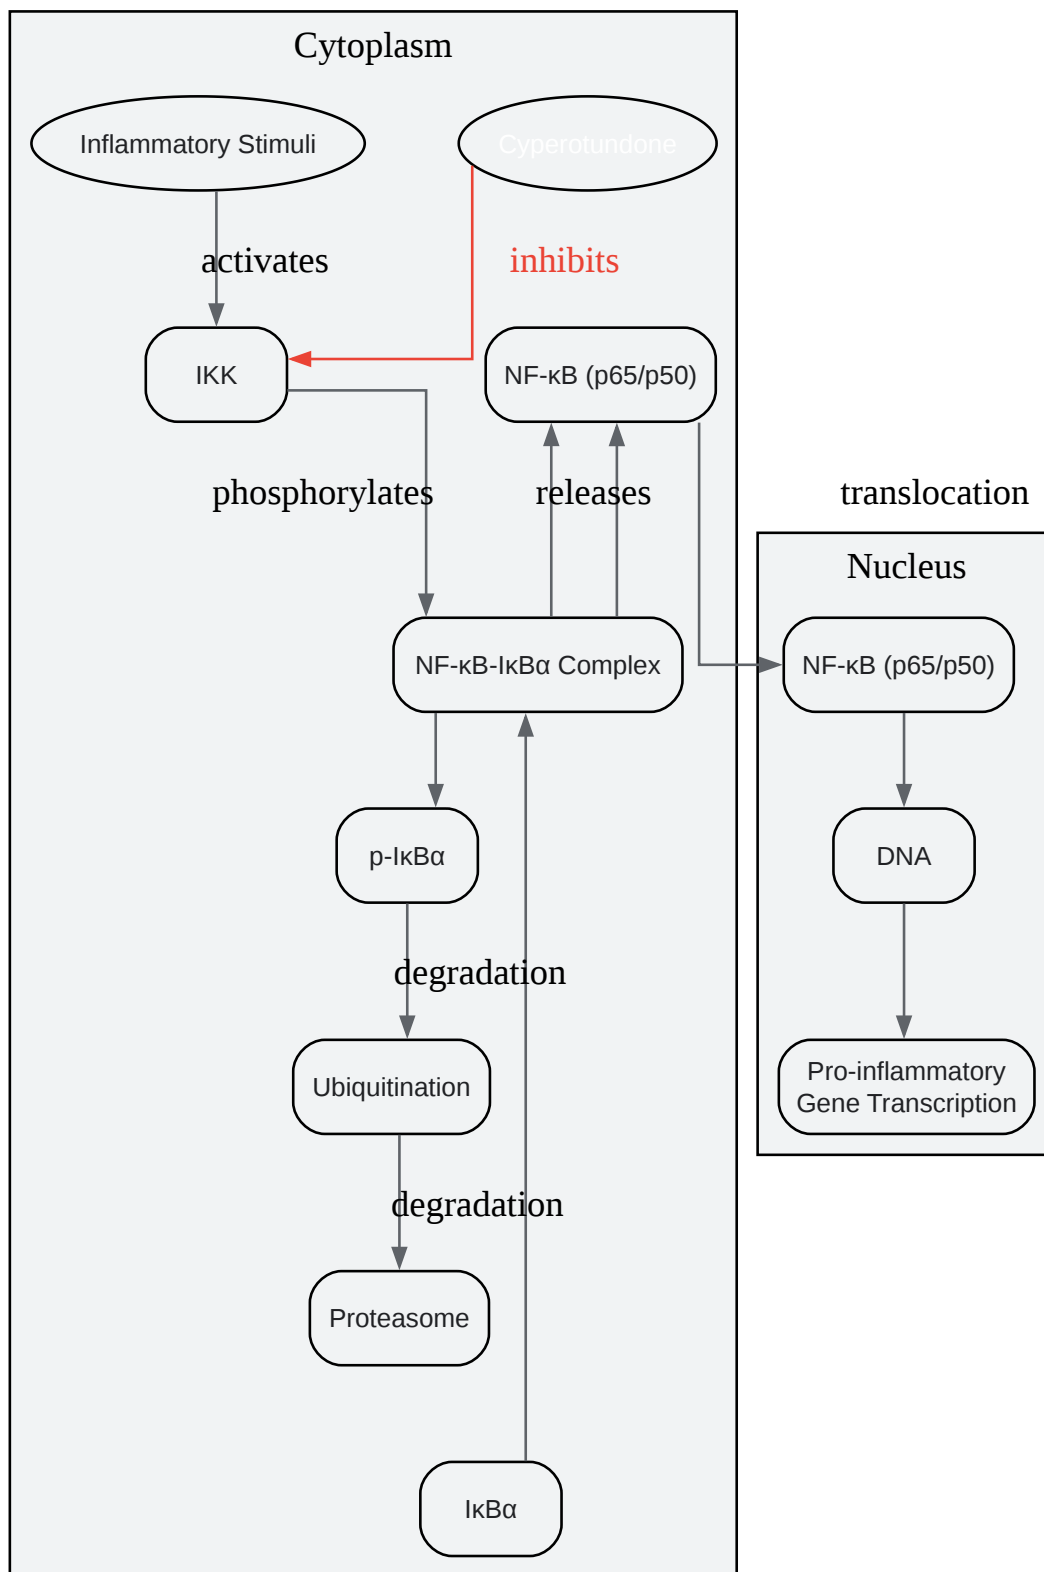 Cytoplasm
Inflammatory Stimuli
Cyperotundone
activates
inhibits
IKK
NF-κB (p65/p50)
phosphorylates
releases
translocation
Nucleus
NF-κB-IκBα Complex
NF-κB (p65/p50)
p-IκBα
DNA
degradation
Ubiquitination
Pro-inflammatory
Gene Transcription
degradation
Proteasome
IκBα